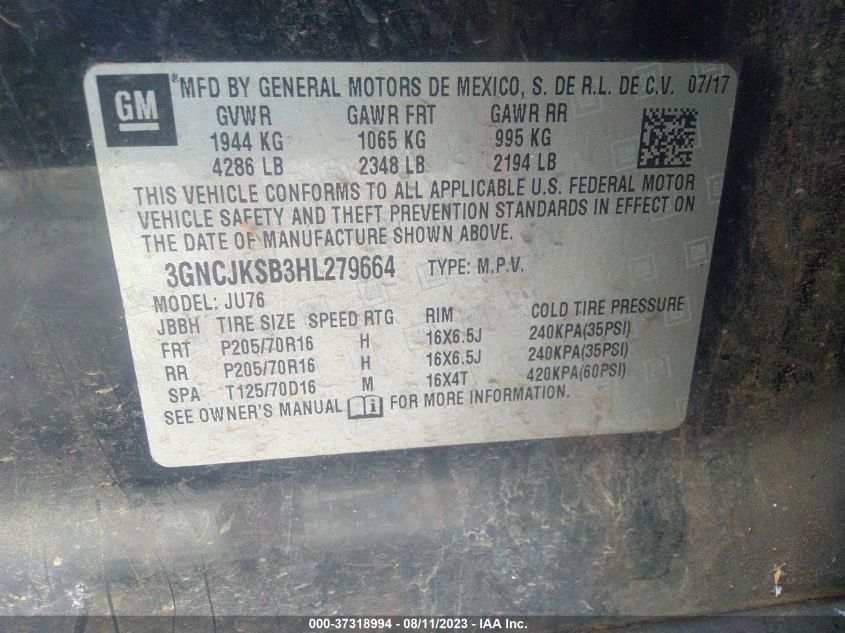 GM
® MFD BY GENERAL MOTORS DE MEXICO, S. DE R.L. DE C.V. 07/17
GVWR GAWR FRT GAWR RR
1944 KG 1065 KG 995 KG
4286 LB 2348 LB 2194 LB
THIS VEHICLE CONFORMS TO ALL APPLICABLE U.S. FEDERAL MOTOR
VEHICLE SAFETY AND THEFT PREVENTION STANDARDS IN EFFECT ON
THE DATE OF MANUFACTURE SHOWN ABOVE.
3GNCJKSB3HL279664 TYPE: M.P.V.
MODEL: JU76
JBBH TIRE SIZE SPEED RTG RIM COLD TIRE PRESSURE
FRT P205/70R16 H 16X6.5J 240KPA(35PSI)
RR P205/70R16 H 16X6.5J 240KPA(35PSI)
SPA T125/70D16 M 16X4T 420KPA(60PSI)
SEE OWNER'S MANUAL i FOR MORE INFORMATION.
000-37318994 - 08/11/2023 - IAA Inc.